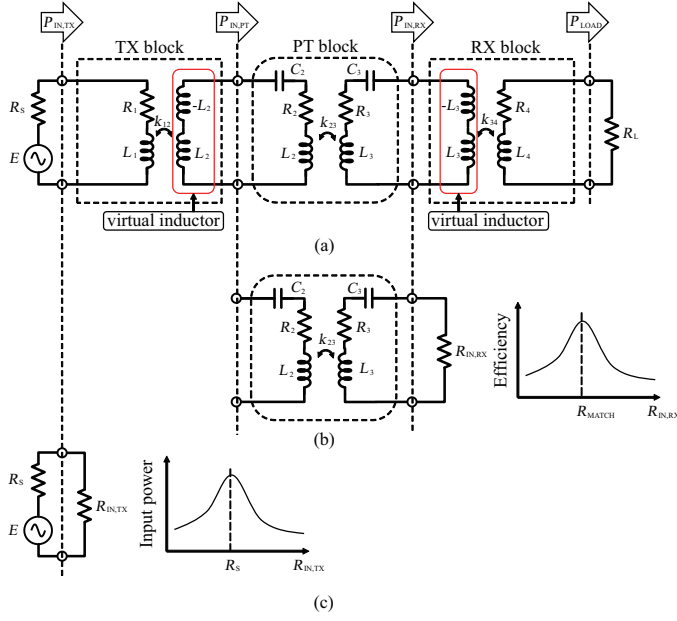 P_IN,TX P_IN,PT P_IN,RX P_LOAD
TX block PT block RX block
C_2 C_3
R_S R_1 -L_2 R_2 R_3 -L_3 R_4
k_12 k_23 k_34
R_L
E L_1 L_2 L_2 L_3 L_3 L_4
virtual inductor virtual inductor
(a)
C_2 C_3
R_2 R_3
k_23 R_IN,RX
L_2 L_3
Efficiency
R_MATCH R_IN,RX
(b)
R_S
R_IN,TX
E
Input power
R_S R_IN,TX
(c)